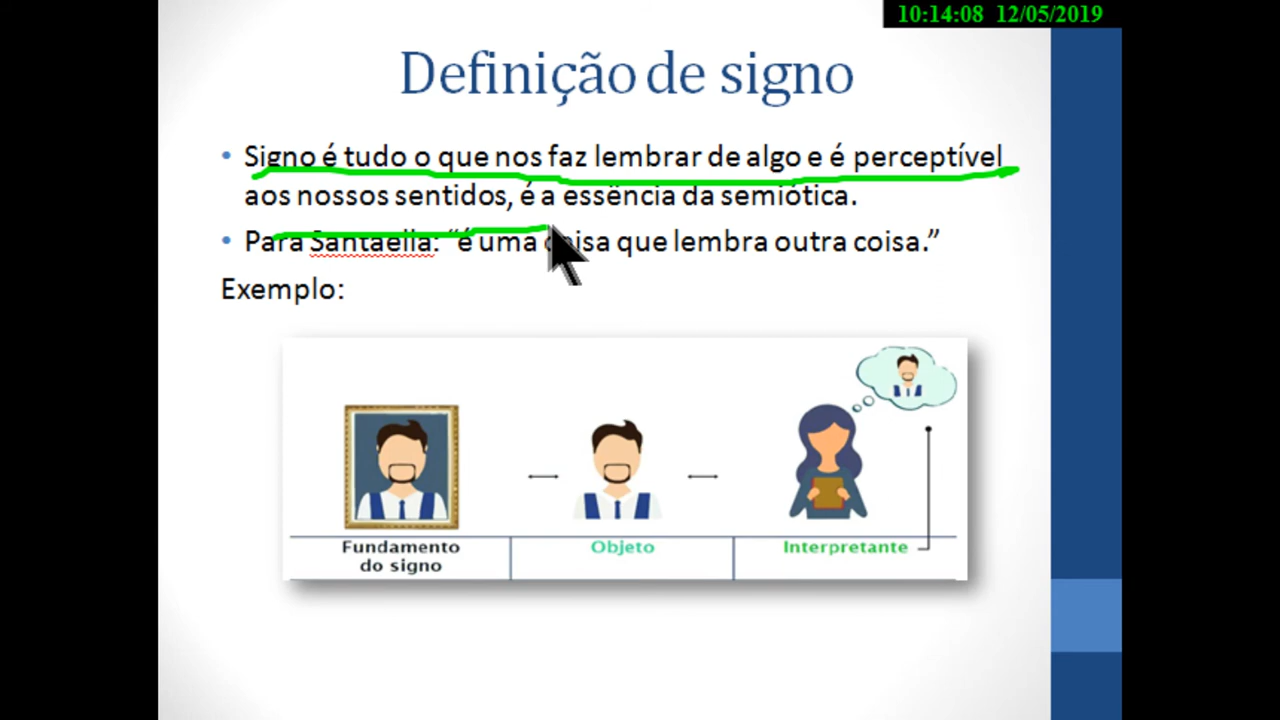 10:14:08 12/05/2019
Definição de signo
• Signo é tudo o que nos faz lembrar de algo e é perceptível
aos nossos sentidos, é a essëncia da semiótica.
• Para Santaella: “é uma coisa que lembra outra coisa.”
Exemplo:
Fundamento
do signo
Objeto
Interpretante